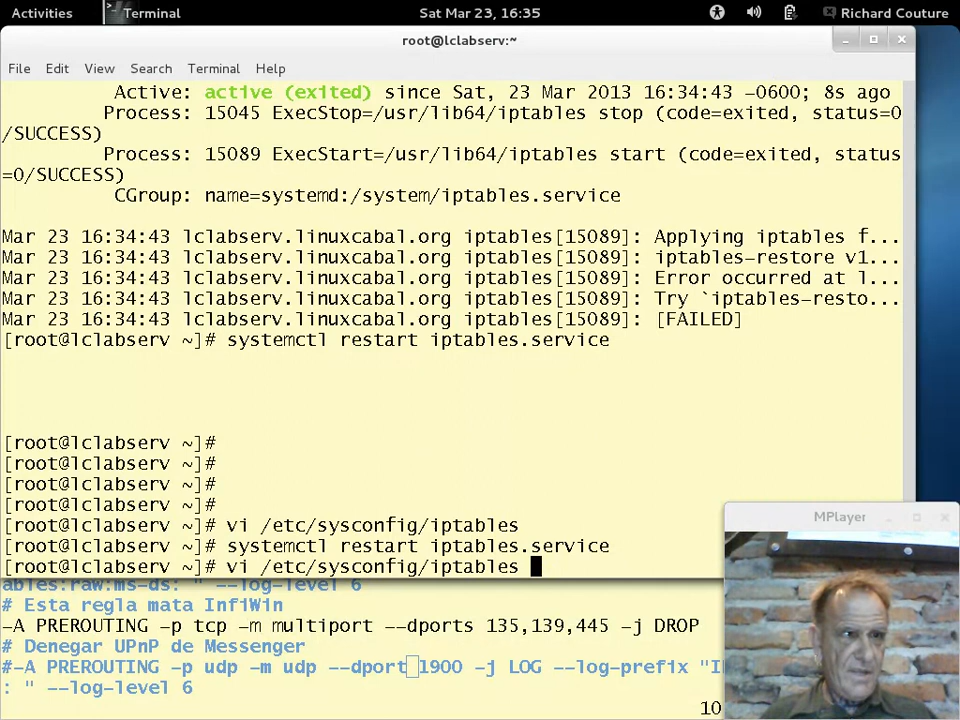 Activities Terminal Sat Mar 23, 16:35 Richard Couture
root@lclabserv:~
File Edit View Search Terminal Help
Active: active (exited) since Sat, 23 Mar 2013 16:34:43 -0600; 8s ago
Process: 15045 ExecStop=/usr/lib64/iptables stop (code=exited, status=0
/SUCCESS)
Process: 15089 ExecStart=/usr/lib64/iptables start (code=exited, status
=0/SUCCESS)
CGroup: name=systemd:/system/iptables.service
Mar 23 16:34:43 lclabserv.linuxcabal.org iptables[15089]: Applying iptables f...
Mar 23 16:34:43 lclabserv.linuxcabal.org iptables[15089]: iptables-restore v1...
Mar 23 16:34:43 lclabserv.linuxcabal.org iptables[15089]: Error occurred at l...
Mar 23 16:34:43 lclabserv.linuxcabal.org iptables[15089]: Try `iptables-resto...
Mar 23 16:34:43 lclabserv.linuxcabal.org iptables[15089]: [FAILED]
[root@lclabserv ~]# systemctl restart iptables.service
[root@lclabserv ~]#
[root@lclabserv ~]#
[root@lclabserv ~]#
[root@lclabserv ~]#
[root@lclabserv ~]# vi /etc/sysconfig/iptables
[root@lclabserv ~]# systemctl restart iptables.service
[root@lclabserv ~]# vi /etc/sysconfig/iptables
MPlayer
ables:raw:ms-ds: " --log-level 6
# Esta regla mata InfiWin
-A PREROUTING -p tcp -m multiport --dports 135,139,445 -j DROP
# Denegar UPnP de Messenger
#-A PREROUTING -p udp -m udp --dport 1900 -j LOG --log-prefix "I
: " --log-level 6
10